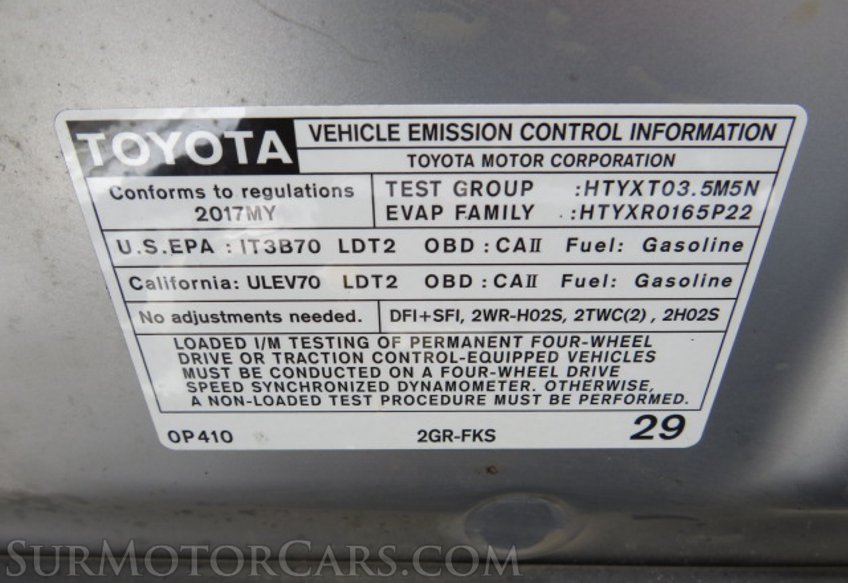 TOYOTA
VEHICLE EMISSION CONTROL INFORMATION
TOYOTA MOTOR CORPORATION
Conforms to regulations
2017MY
TEST GROUP :HTYXT03.5M5N
EVAP FAMILY :HTYXR0165P22
U.S.EPA : IT3B70 LDT2 OBD : CAII Fuel: Gasoline
California: ULEV70 LDT2 OBD : CAII Fuel: Gasoline
No adjustments needed.
DFI+SFI, 2WR-HO2S, 2TWC(2) , 2HO2S
LOADED I/M TESTING OF PERMANENT FOUR-WHEEL
DRIVE OR TRACTION CONTROL-EQUIPPED VEHICLES
MUST BE CONDUCTED ON A FOUR-WHEEL DRIVE
SPEED SYNCHRONIZED DYNAMOMETER. OTHERWISE,
A NON-LOADED TEST PROCEDURE MUST BE PERFORMED.
0P410 2GR-FKS 29
SURMOTORCARS.COM